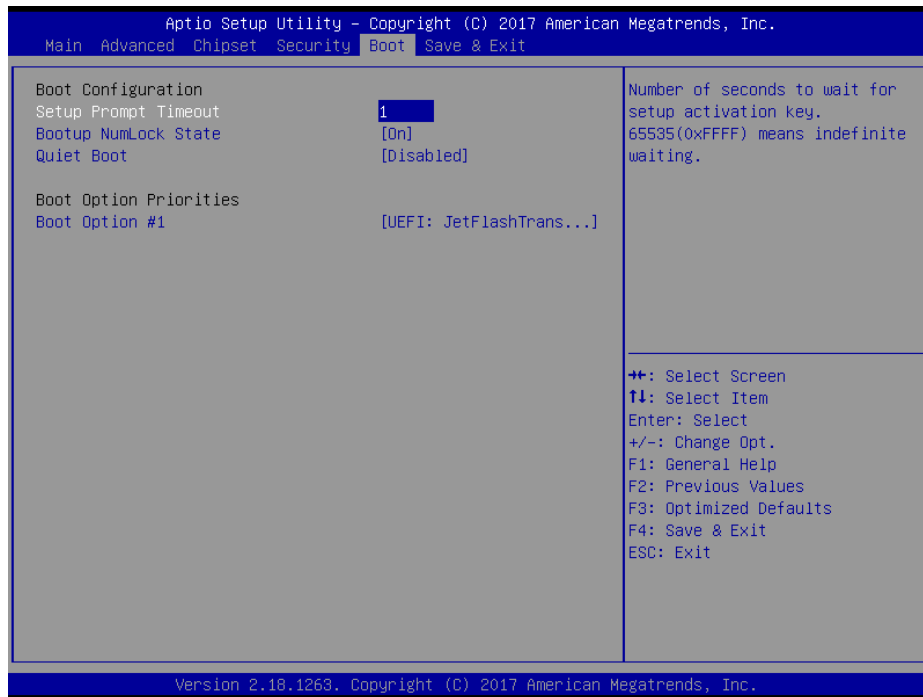 Aptio Setup Utility – Copyright (C) 2017 American Megatrends, Inc.
Main Advanced Chipset Security Boot Save & Exit
Boot Configuration
Setup Prompt Timeout 1
Bootup NumLock State [On]
Quiet Boot [Disabled]
Boot Option Priorities
Boot Option #1 [UEFI: JetFlashTrans...]
Number of seconds to wait for
setup activation key.
65535(0xFFFF) means indefinite
waiting.
→←: Select Screen
↑↓: Select Item
Enter: Select
+/-: Change Opt.
F1: General Help
F2: Previous Values
F3: Optimized Defaults
F4: Save & Exit
ESC: Exit
Version 2.18.1263. Copyright (C) 2017 American Megatrends, Inc.